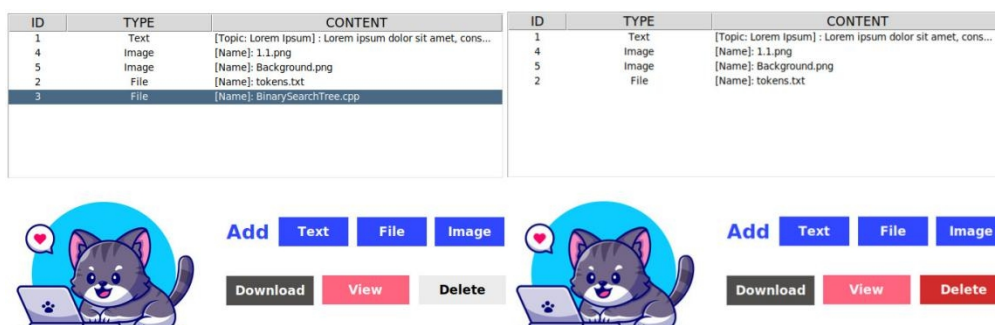 ID TYPE CONTENT
1 Text [Topic: Lorem Ipsum] : Lorem ipsum dolor sit amet, cons...
4 Image [Name]: 1.1.png
5 Image [Name]: Background.png
2 File [Name]: tokens.txt
3 File [Name]: BinarySearchTree.cpp
Add Text File Image
Download View Delete
ID TYPE CONTENT
1 Text [Topic: Lorem Ipsum] : Lorem ipsum dolor sit amet, cons...
4 Image [Name]: 1.1.png
5 Image [Name]: Background.png
2 File [Name]: tokens.txt
Add Text File Image
Download View Delete